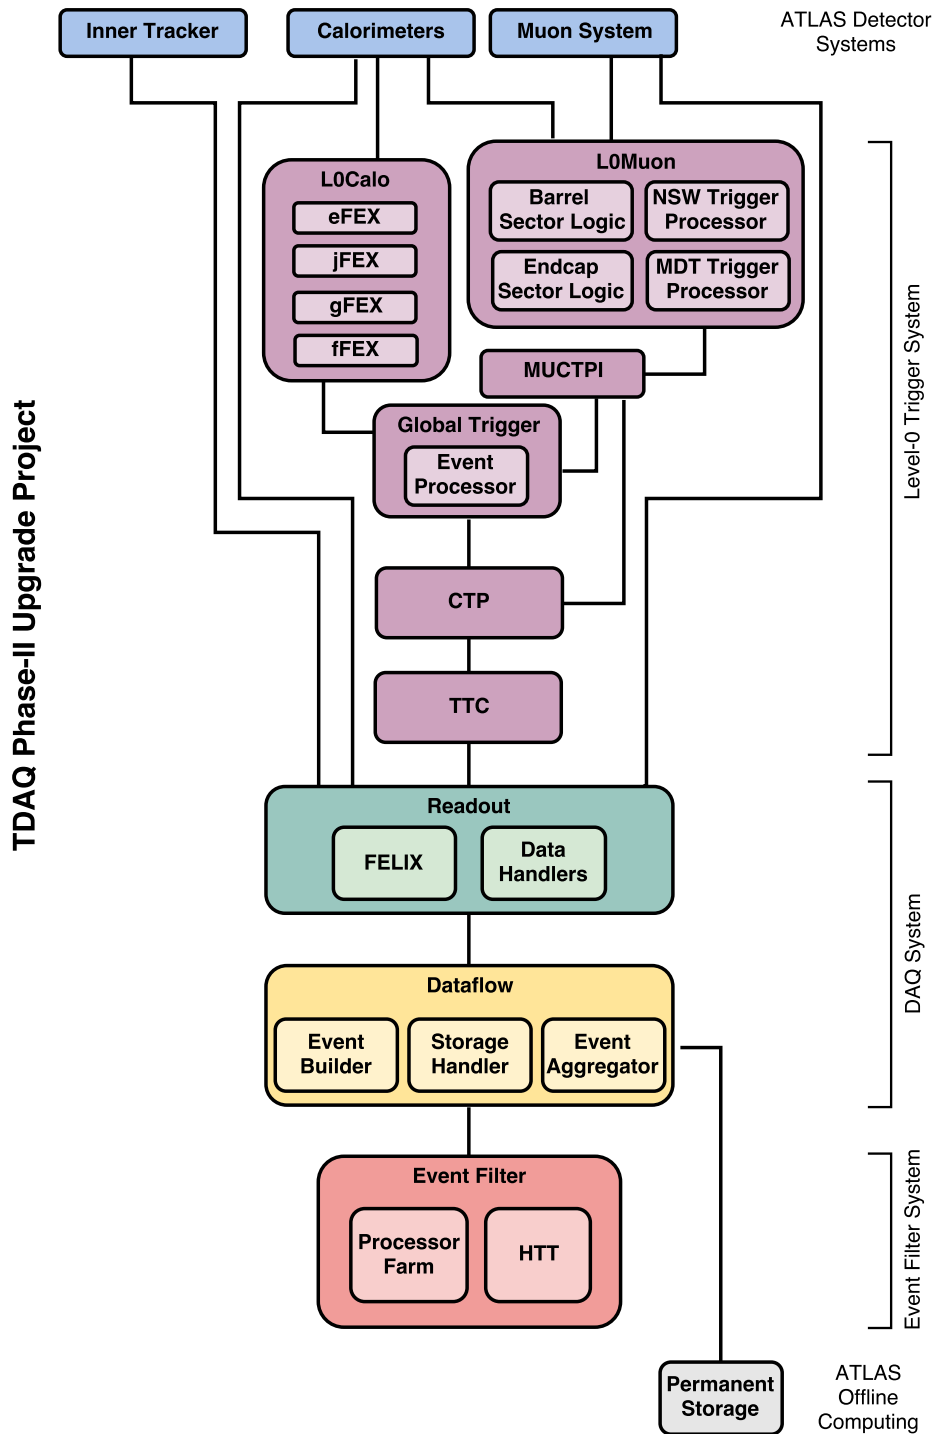 Inner Tracker
Calorimeters
Muon System
ATLAS Detector
Systems
L0Calo
eFEX
jFEX
gFEX
fFEX
L0Muon
Barrel
Sector Logic
NSW Trigger
Processor
Endcap
Sector Logic
MDT Trigger
Processor
MUCTPI
Global Trigger
Event
Processor
CTP
TTC
Level-0 Trigger System
TDAQ Phase-II Upgrade Project
Readout
FELIX
Data
Handlers
Dataflow
Event
Builder
Storage
Handler
Event
Aggregator
DAQ System
Event Filter
Processor
Farm
HTT
Event Filter System
Permanent
Storage
ATLAS
Offline
Computing